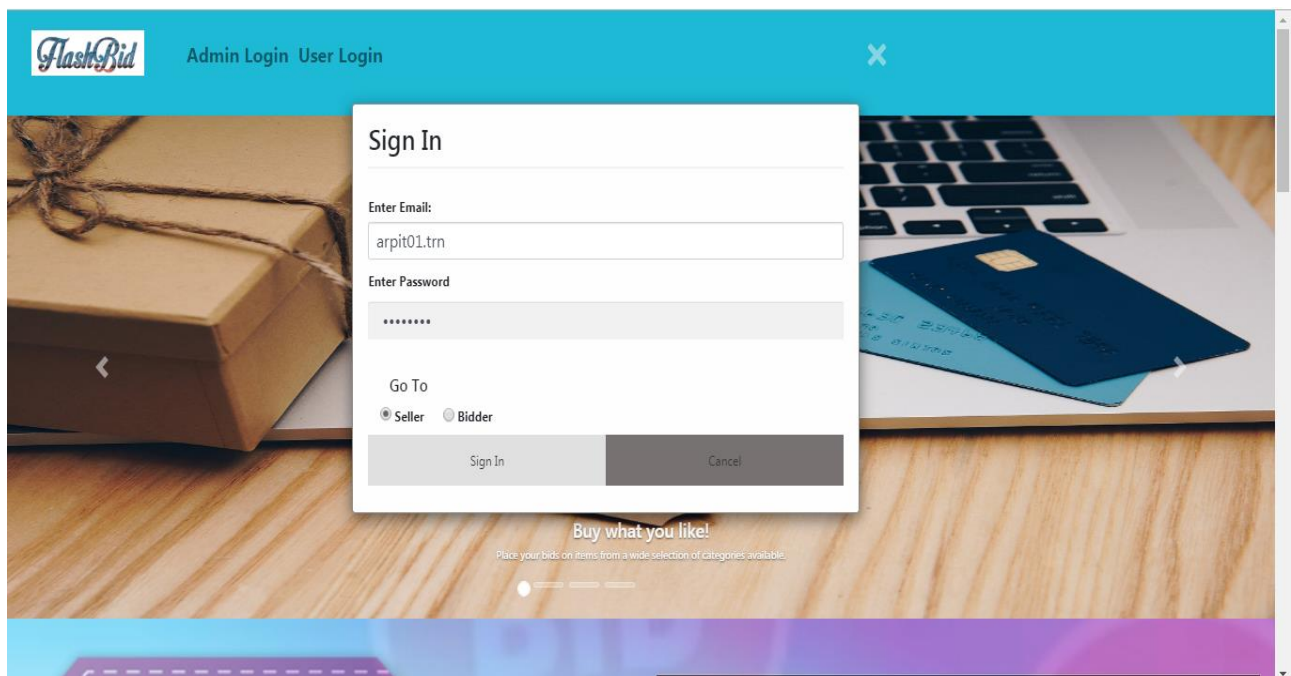 FlashBid
Admin Login User Login
×
Sign In
Enter Email:
arpit01.trn
Enter Password
••••••••
Go To
Seller Bidder
Sign In Cancel
Buy what you like!
Place your bids on items from a wide selection of categories available.
BID